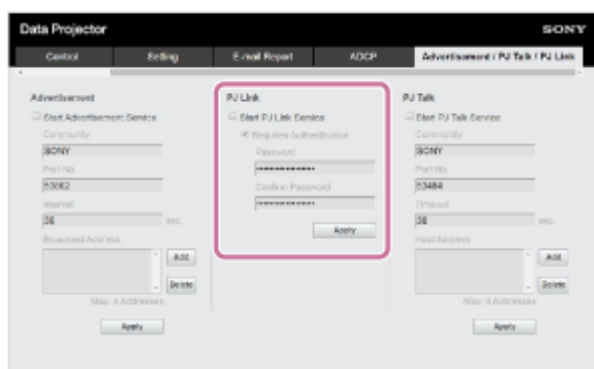 Data Projector
SONY
Control
Setting
E-mail Report
ADCP
Advertisement / PJ Talk / PJ Link
Advertisement
Start Advertisement Service
Community
SONY
Port No.
53862
Interval
30
sec.
Broadcast Address
Add
Delete
Max: 4 Addresses
Apply
PJ Link
Start PJ Link Service
Requires Authentication
Password
Confirm Password
Apply
PJ Talk
Start PJ Talk Service
Community
SONY
Port No.
53484
Timeout
30
sec.
Host Address
Add
Delete
Max: 4 Addresses
Apply